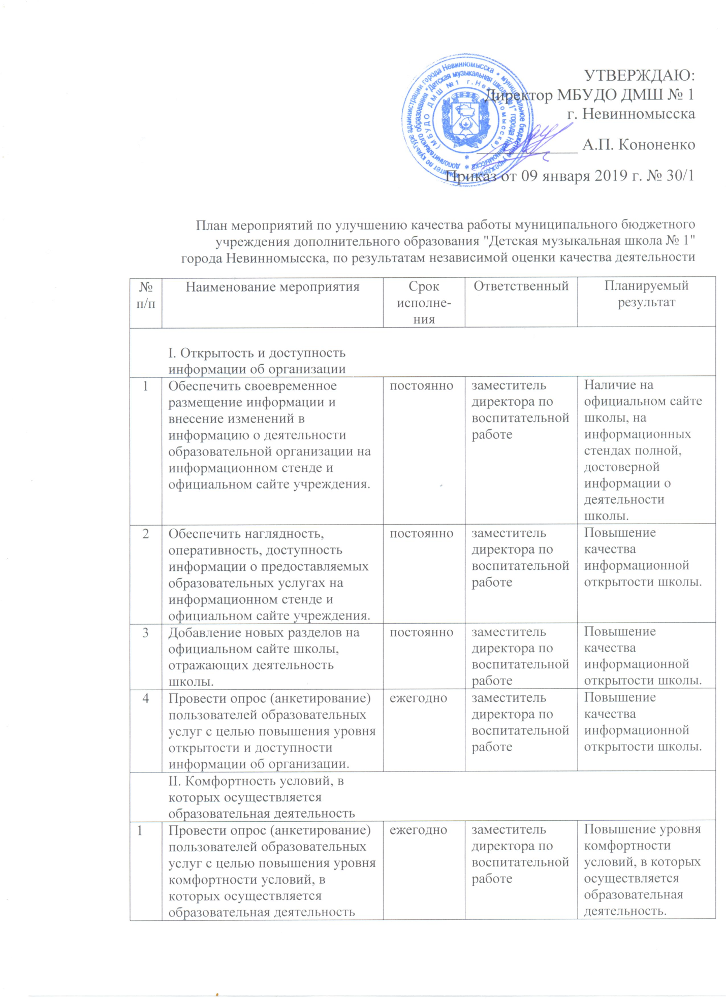 УТВЕРЖДАЮ:
Директор МБУДО ДМШ № 1
г. Невинномысска
А.П. Кононенко
Приказ от 09 января 2019 г. № 30/1
комитет по культуре администрации города Невинномысска * муниципальное бюджетное учреждение
дополнительного образования "Детская музыкальная школа №1" города Невинномысска *
(МБУДО ДМШ №1 г.Невинномысска)
План мероприятий по улучшению качества работы муниципального бюджетного
учреждения дополнительного образования "Детская музыкальная школа № 1"
города Невинномысска, по результатам независимой оценки качества деятельности
№
п/п
Наименование мероприятия
Срок
исполне-
ния
Ответственный
Планируемый
результат
I. Открытость и доступность
информации об организации
1
Обеспечить своевременное
размещение информации и
внесение изменений в
информацию о деятельности
образовательной организации на
информационном стенде и
официальном сайте учреждения.
постоянно
заместитель
директора по
воспитательной
работе
Наличие на
официальном сайте
школы, на
информационных
стендах полной,
достоверной
информации о
деятельности
школы.
2
Обеспечить наглядность,
оперативность, доступность
информации о предоставляемых
образовательных услугах на
информационном стенде и
официальном сайте учреждения.
постоянно
заместитель
директора по
воспитательной
работе
Повышение
качества
информационной
открытости школы.
3
Добавление новых разделов на
официальном сайте школы,
отражающих деятельность
школы.
постоянно
заместитель
директора по
воспитательной
работе
Повышение
качества
информационной
открытости школы.
4
Провести опрос (анкетирование)
пользователей образовательных
услуг с целью повышения уровня
открытости и доступности
информации об организации.
ежегодно
заместитель
директора по
воспитательной
работе
Повышение
качества
информационной
открытости школы.
II. Комфортность условий, в
которых осуществляется
образовательная деятельность
1
Провести опрос (анкетирование)
пользователей образовательных
услуг с целью повышения уровня
комфортности условий, в
которых осуществляется
образовательная деятельность
ежегодно
заместитель
директора по
воспитательной
работе
Повышение уровня
комфортности
условий, в которых
осуществляется
образовательная
деятельность.